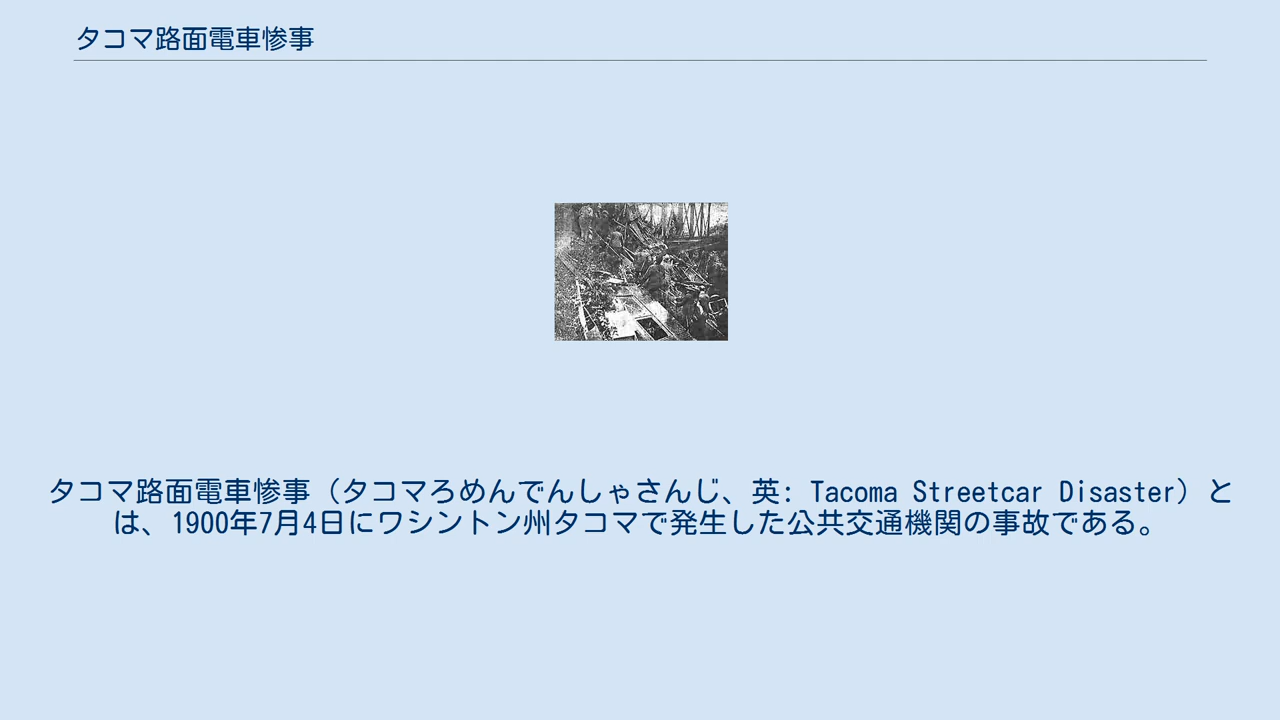 タコマ路面電車惨事
タコマ路面電車惨事（タコマろめんでんしゃさんじ、英: Tacoma Streetcar Disaster）と
は、1900年7月4日にワシントン州タコマで発生した公共交通機関の事故である。